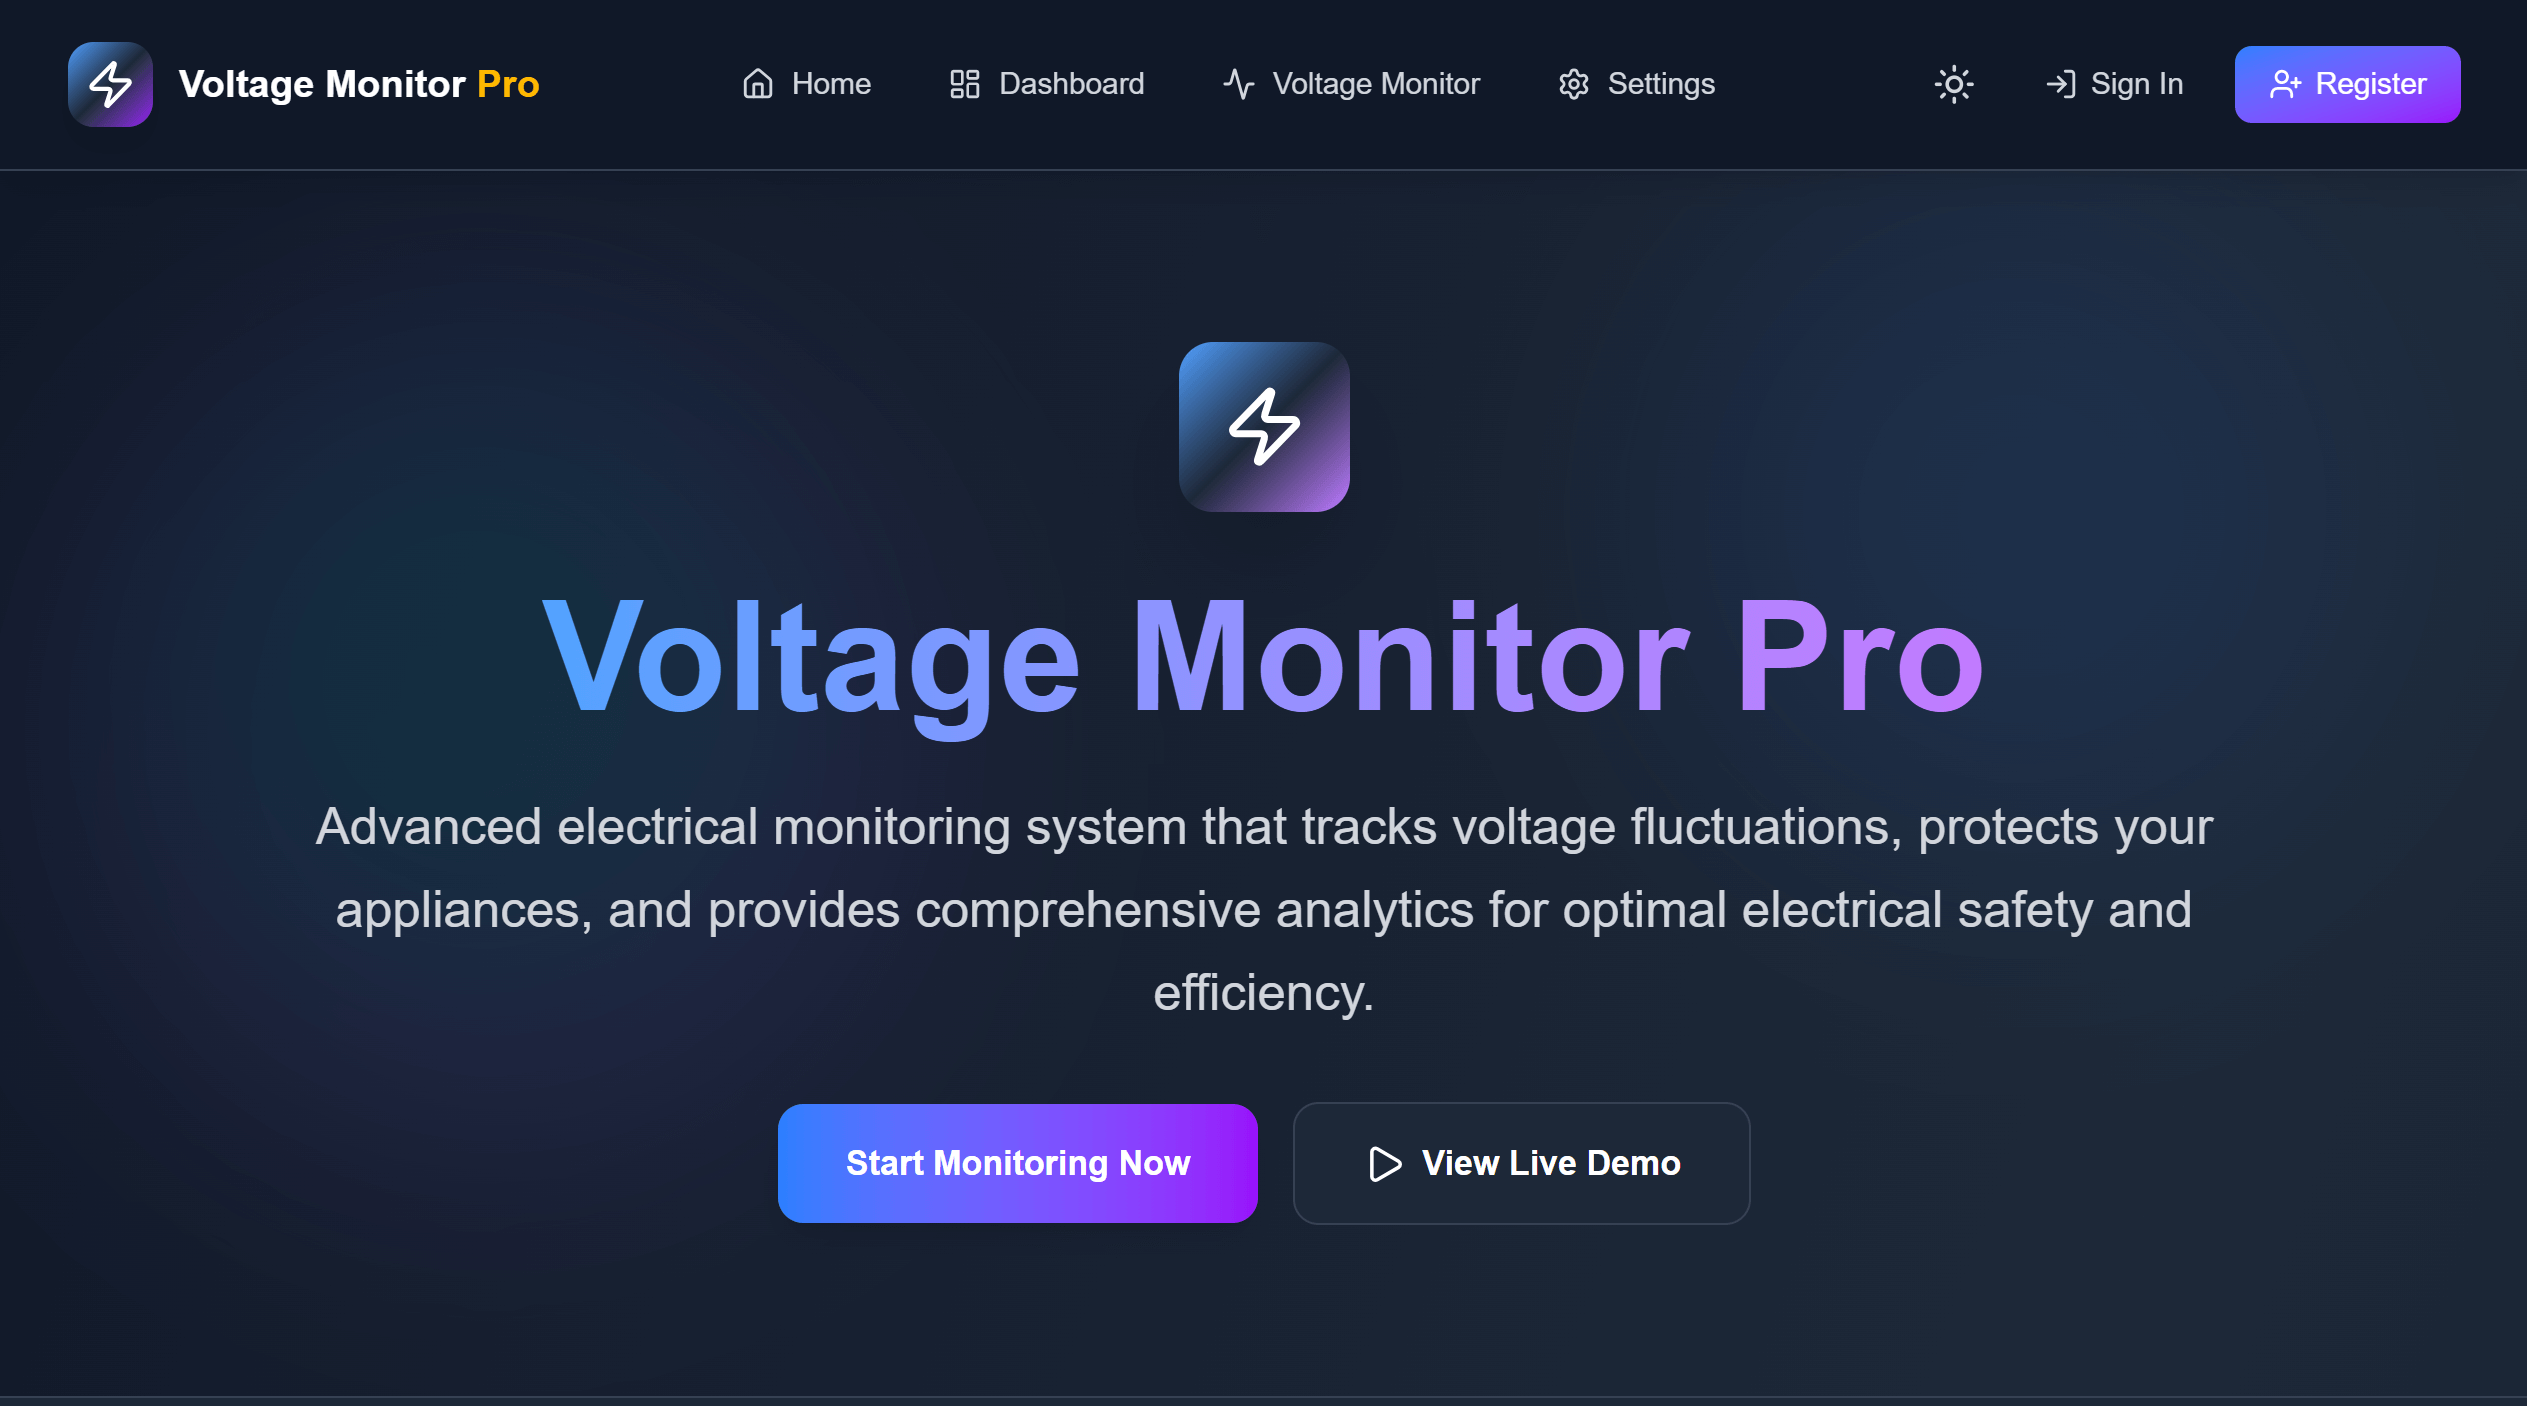 Voltage Monitor Pro
Home
Dashboard
Voltage Monitor
Settings
Sign In
Register
Voltage Monitor Pro
Advanced electrical monitoring system that tracks voltage fluctuations, protects your
appliances, and provides comprehensive analytics for optimal electrical safety and
efficiency.
Start Monitoring Now
View Live Demo